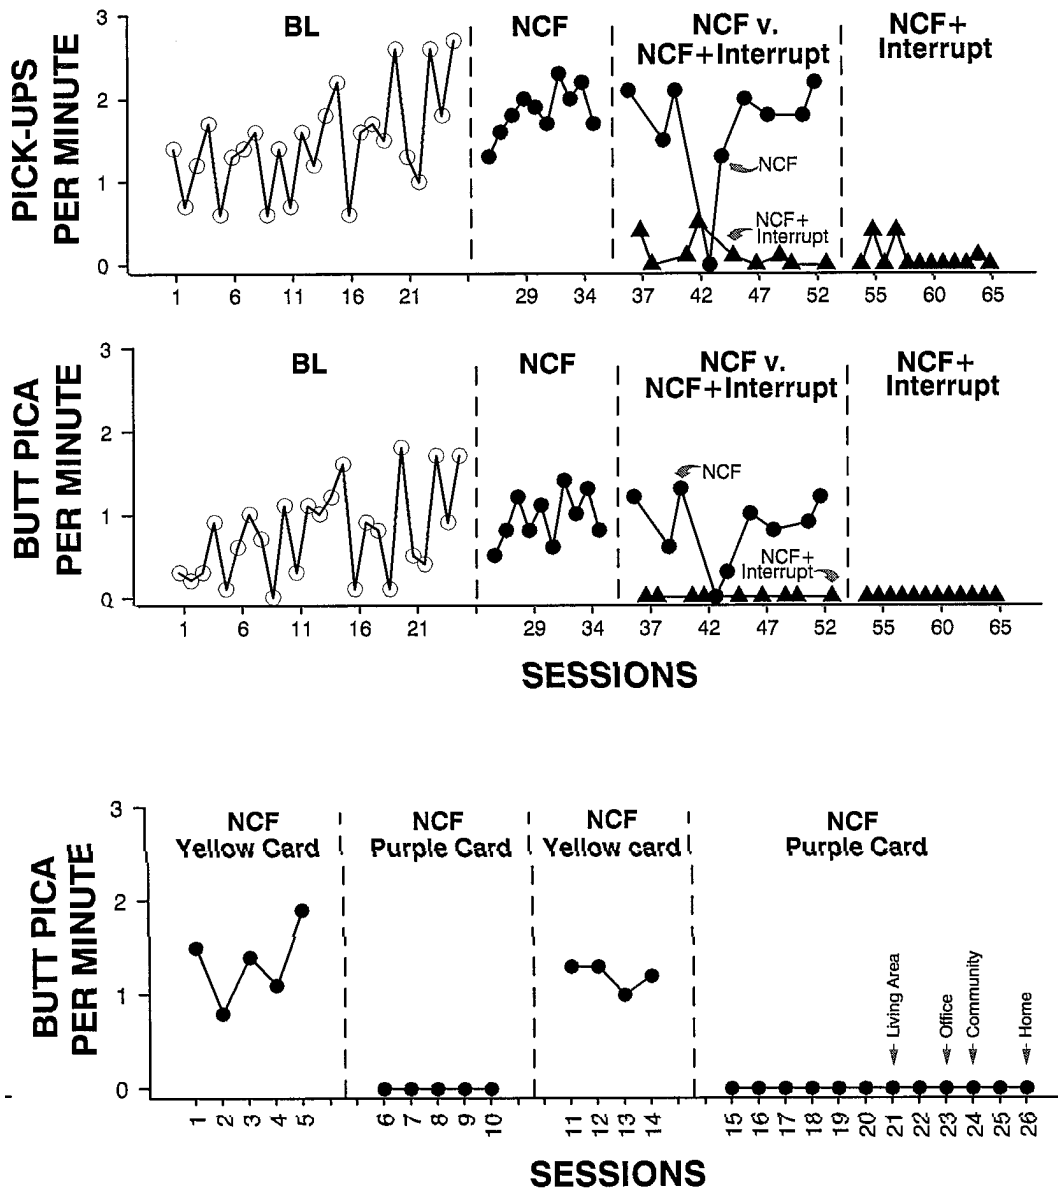 BL
NCF
NCF v.
NCF+Interrupt
NCF+
Interrupt
PICK-UPS
PER MINUTE
3
2
1
0
NCF
NCF+
Interrupt
1 6 11 16 21 29 34 37 42 47 52 55 60 65
BL
NCF
NCF v.
NCF+Interrupt
NCF+
Interrupt
BUTT PICA
PER MINUTE
3
2
1
0
NCF
NCF+
Interrupt
1 6 11 16 21 29 34 37 42 47 52 55 60 65
SESSIONS
NCF
Yellow Card
NCF
Purple Card
NCF
Yellow card
NCF
Purple Card
BUTT PICA
PER MINUTE
3
2
1
0
Living Area
Office
Community
Home
1 2 3 4 5 6 7 8 9 10 11 12 13 14 15 16 17 18 19 20 21 22 23 24 25 26
SESSIONS